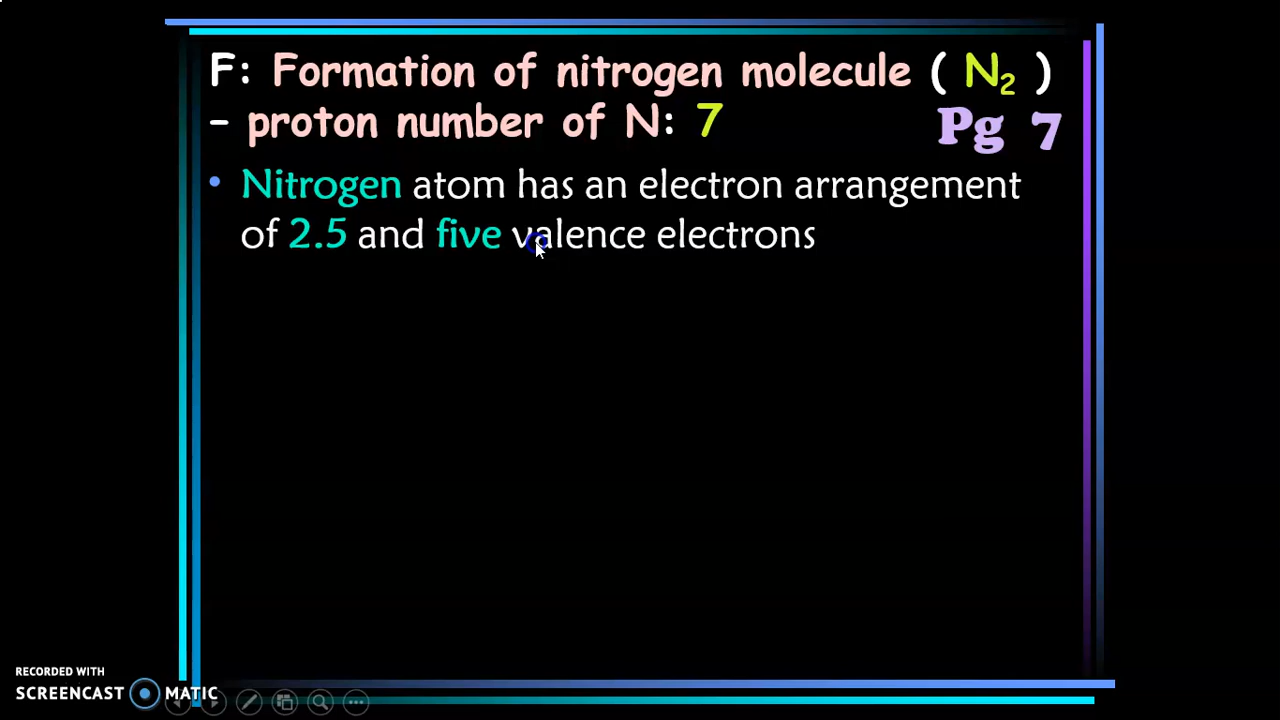 F: Formation of nitrogen molecule ( N₂ )
– proton number of N: 7
Pg 7
• Nitrogen atom has an electron arrangement
of 2.5 and five valence electrons
RECORDED WITH
SCREENCAST MATIC